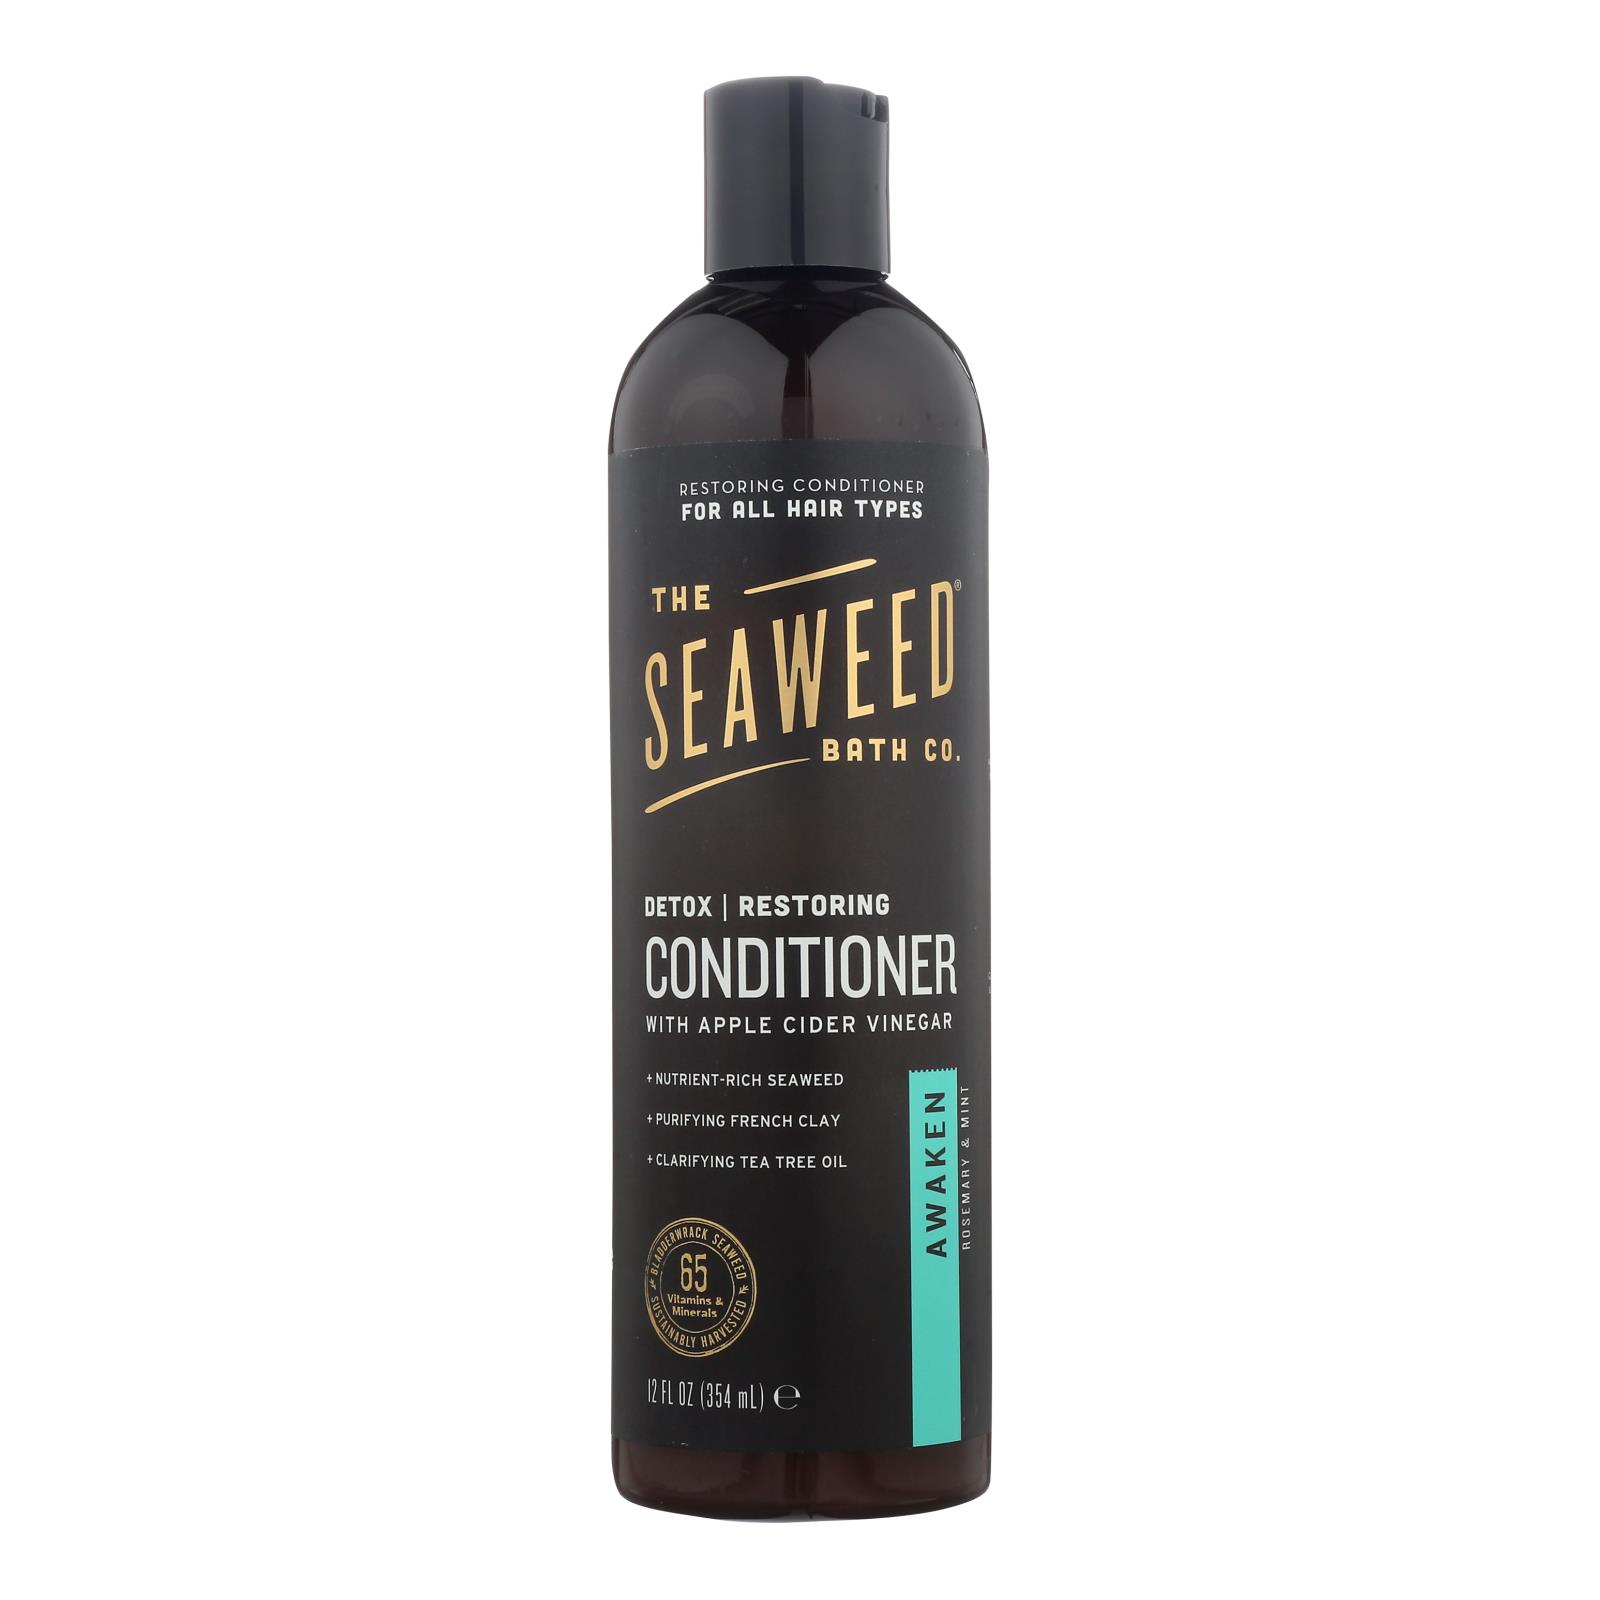 RESTORING CONDITIONER
FOR ALL HAIR TYPES
THE
SEAWEED®
BATH CO.
DETOX | RESTORING
CONDITIONER
WITH APPLE CIDER VINEGAR
+ NUTRIENT-RICH SEAWEED
+ PURIFYING FRENCH CLAY
+ CLARIFYING TEA TREE OIL
AWAKEN
ROSEMARY & MINT
BLADDERWRACK SEAWEED
65
Vitamins &
Minerals
SUSTAINABLY HARVESTED
12 FL OZ (354 mL) ℮